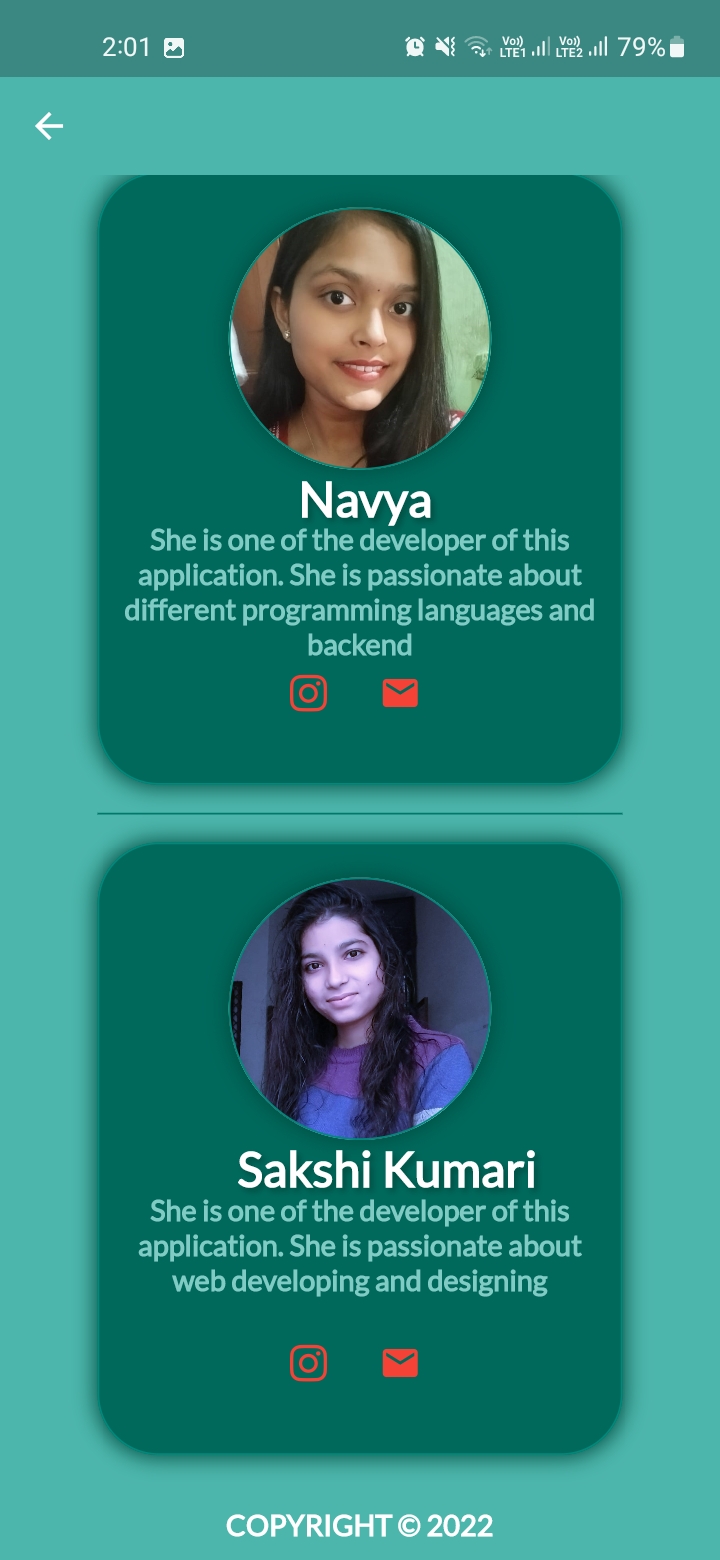 2:01 Vo)) LTE1 Vo)) LTE2 79%
Navya
She is one of the developer of this
application. She is passionate about
different programming languages and
backend
Sakshi Kumari
She is one of the developer of this
application. She is passionate about
web developing and designing
COPYRIGHT © 2022